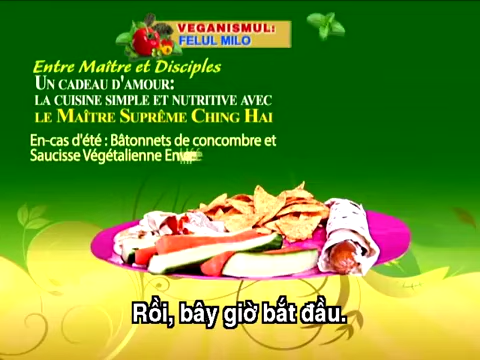 VEGANISMUL:
FELUL MILO
Entre Maître et Disciples
UN CADEAU D'AMOUR:
LA CUISINE SIMPLE ET NUTRITIVE AVEC
LE MAÎTRE SUPRÊME CHING HAI
En-cas d'été : Bâtonnets de concombre et
Saucisse Végétalienne
Rồi, bây giờ bắt đầu.